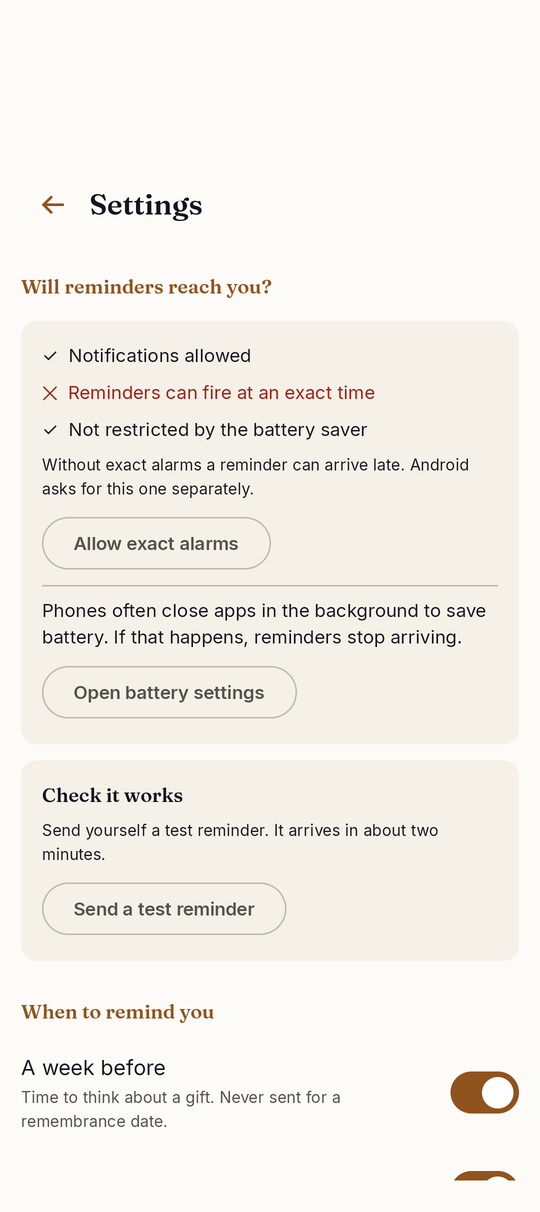 Settings
Will reminders reach you?
Notifications allowed
Reminders can fire at an exact time
Not restricted by the battery saver
Without exact alarms a reminder can arrive late. Android
asks for this one separately.
Allow exact alarms
Phones often close apps in the background to save
battery. If that happens, reminders stop arriving.
Open battery settings
Check it works
Send yourself a test reminder. It arrives in about two
minutes.
Send a test reminder
When to remind you
A week before
Time to think about a gift. Never sent for a
remembrance date.